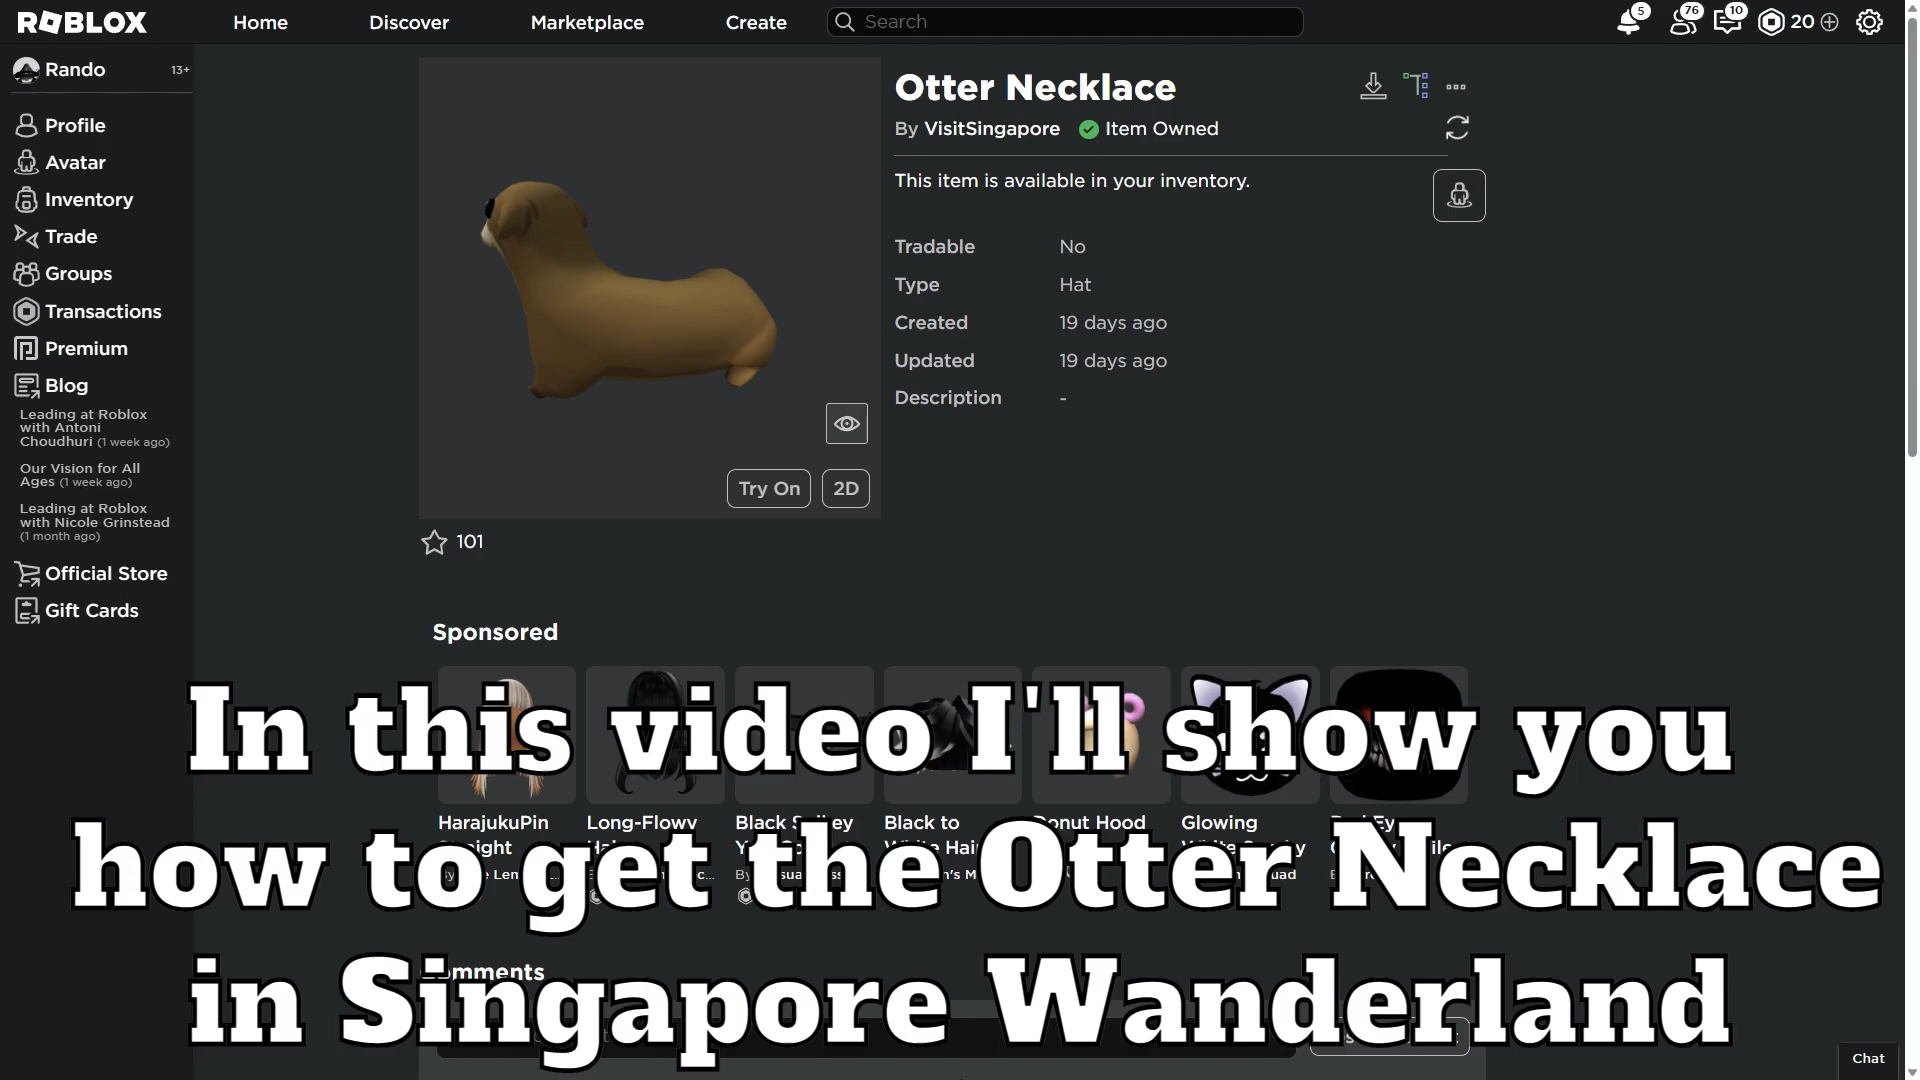 ROBLOX
Home
Discover
Marketplace
Create
Search
5
76
10
20
Rando
13+
Profile
Avatar
Inventory
Trade
Groups
Transactions
Premium
Blog
Leading at Roblox
with Antoni
Choudhuri (1 week ago)
Our Vision for All
Ages (1 week ago)
Leading at Roblox
with Nicole Grinstead
(1 month ago)
Official Store
Gift Cards
Otter Necklace
By VisitSingapore
Item Owned
This item is available in your inventory.
Tradable No
Type Hat
Created 19 days ago
Updated 19 days ago
Description -
Try On
2D
101
Sponsored
HarajukuPin
Long-Flowy
Black
Black to
Donut Hood
Glowing
In this video I'll show you
how to get the Otter Necklace
in Singapore Wanderland
Comments
Chat